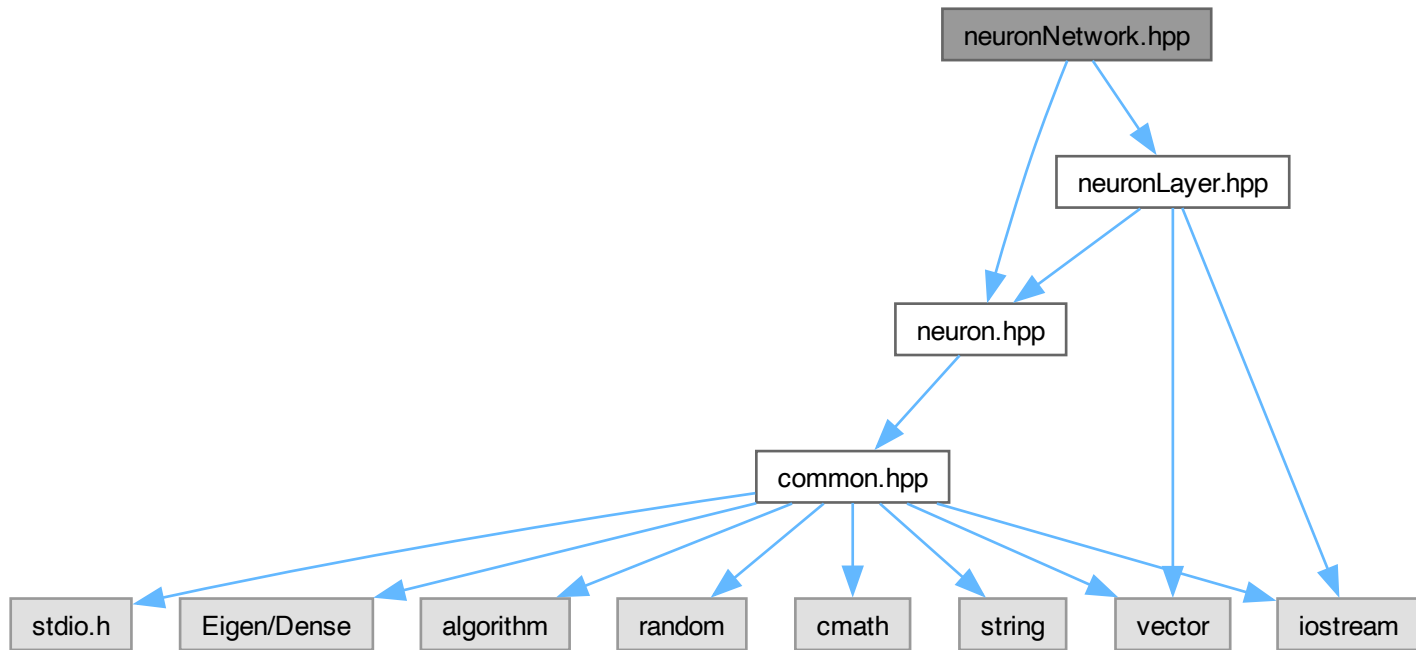 neuronNetwork.hpp
neuronLayer.hpp
neuron.hpp
common.hpp
stdio.h
Eigen/Dense
algorithm
random
cmath
string
vector
iostream